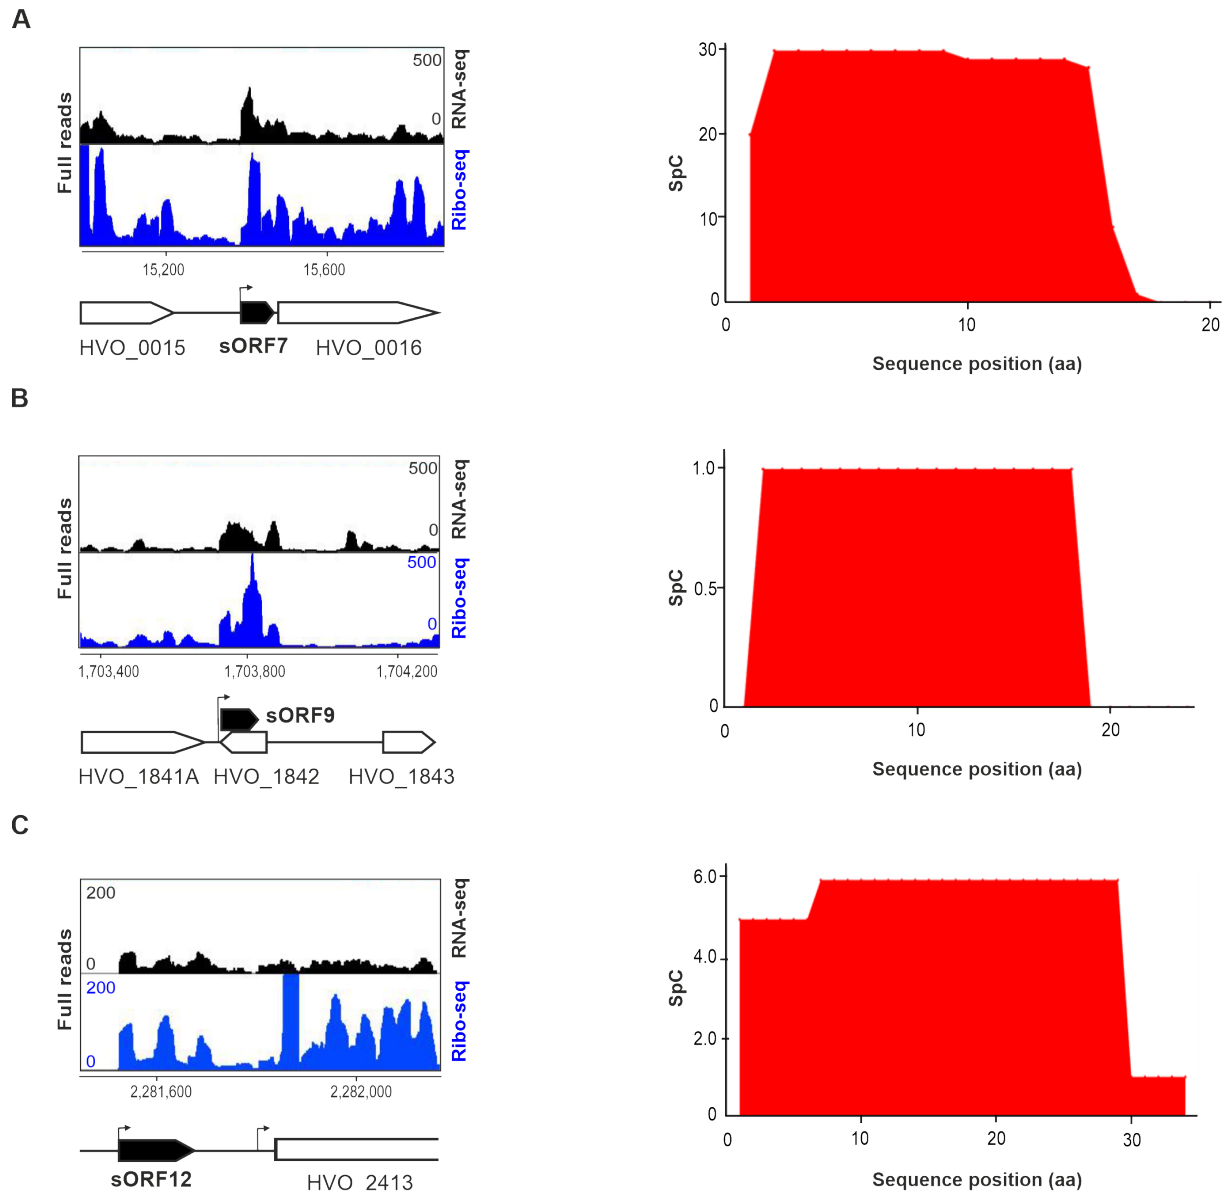 A
Full reads
500
0
RNA-seq
Ribo-seq
15,200
15,600
HVO_0015
sORF7
HVO_0016
SpC
30
20
10
0
0
10
20
Sequence position (aa)
B
Full reads
500
0
RNA-seq
500
0
Ribo-seq
1,703,400
1,703,800
1,704,200
sORF9
HVO_1841A
HVO_1842
HVO_1843
SpC
1.0
0.5
0
0
10
20
Sequence position (aa)
C
Full reads
200
0
RNA-seq
200
0
Ribo-seq
2,281,600
2,282,000
sORF12
HVO_2413
SpC
6.0
4.0
2.0
0
0
10
20
30
Sequence position (aa)